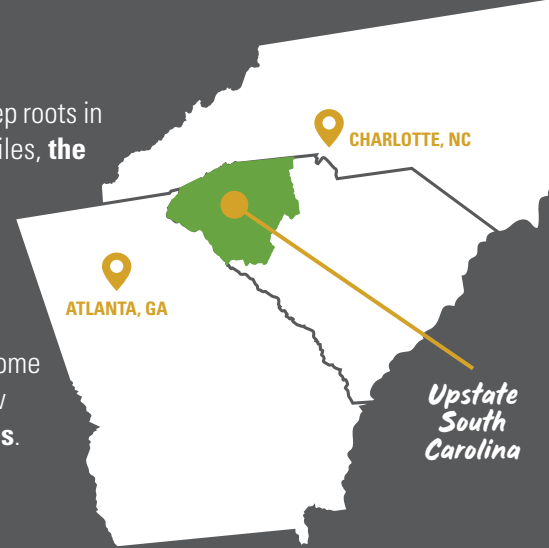 ep roots in
iles, the
CHARLOTTE, NC
ATLANTA, GA
ome
s.
Upstate
South
Carolina